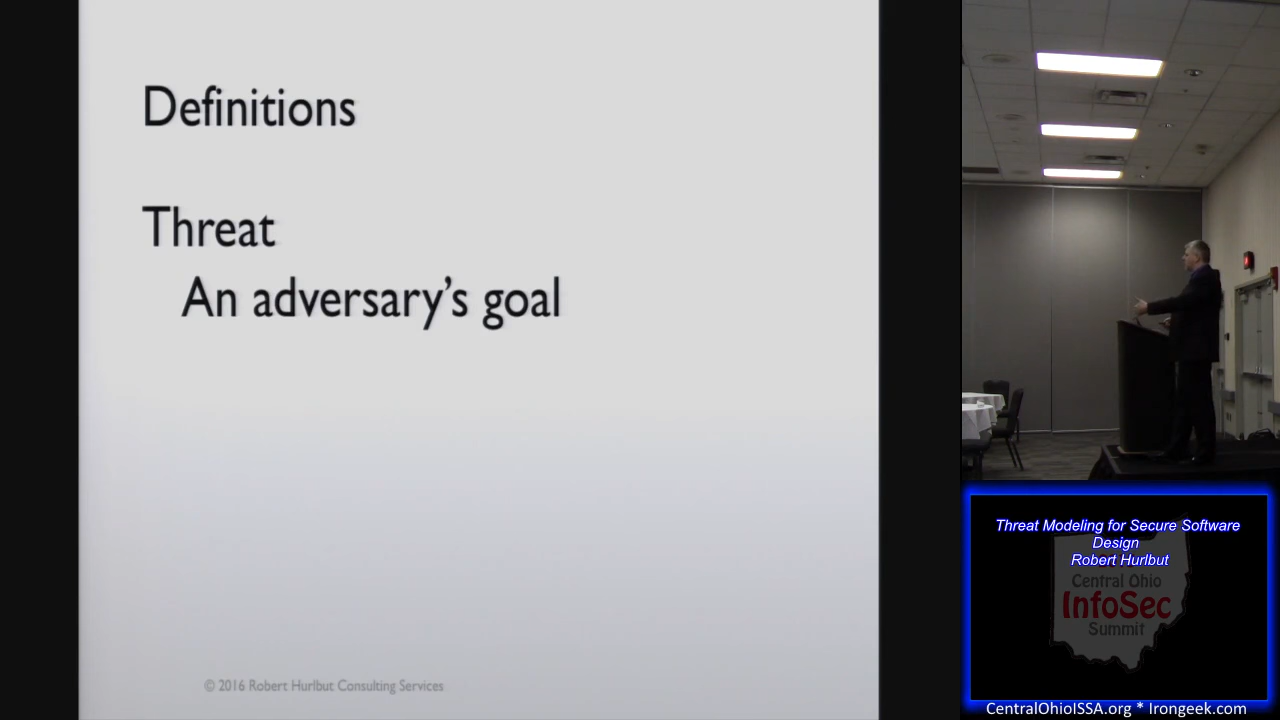 Definitions
Threat
An adversary's goal
© 2016 Robert Hurlbut Consulting Services
Threat Modeling for Secure Software
Design
Robert Hurlbut
Central Ohio
InfoSec
Summit
CentralOhioISSA.org * Irongeek.com